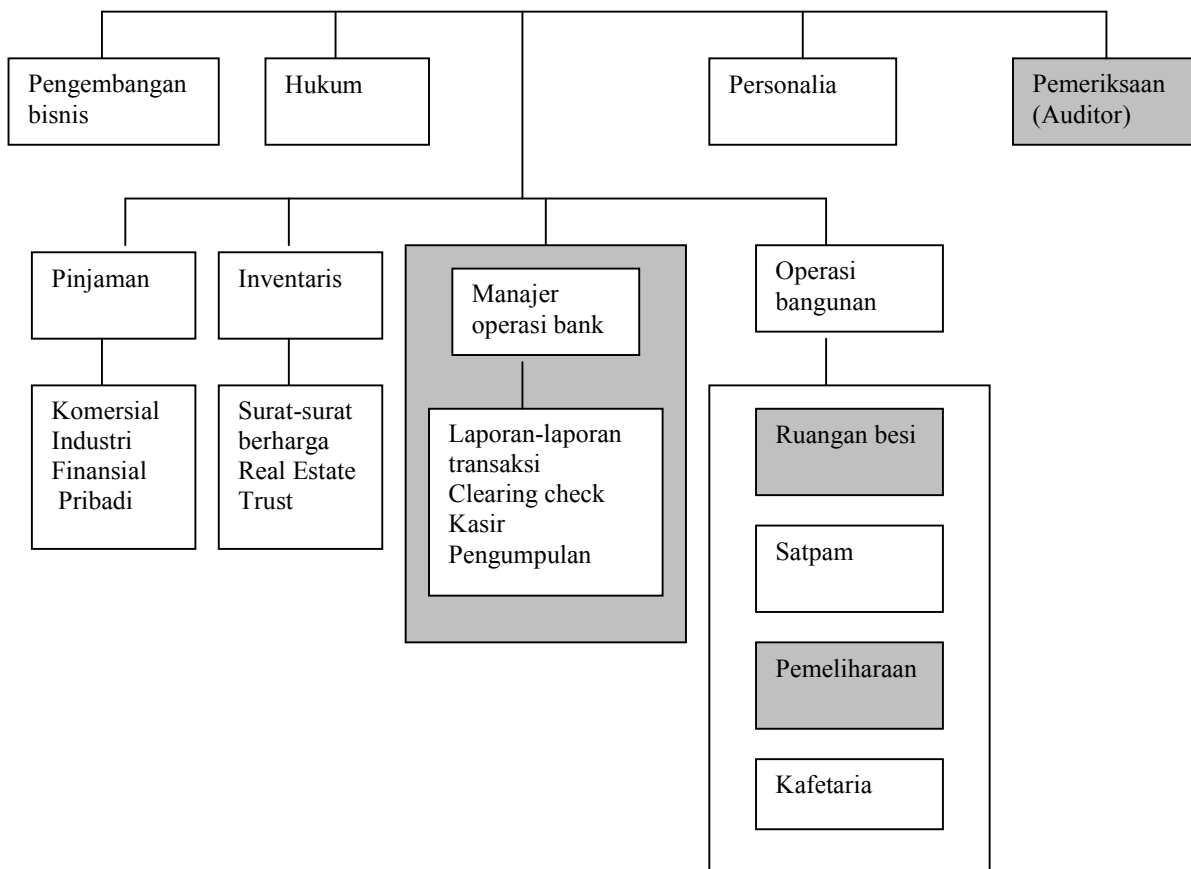 Pengembangan
bisnis
Hukum
Personalia
Pemeriksaan
(Auditor)
Pinjaman
Inventaris
Manajer
operasi bank
Operasi
bangunan
Komersial
Industri
Finansial
Pribadi
Surat-surat
berharga
Real Estate
Trust
Laporan-laporan
transaksi
Clearing check
Kasir
Pengumpulan
Ruangan besi
Satpam
Pemeliharaan
Kafetaria